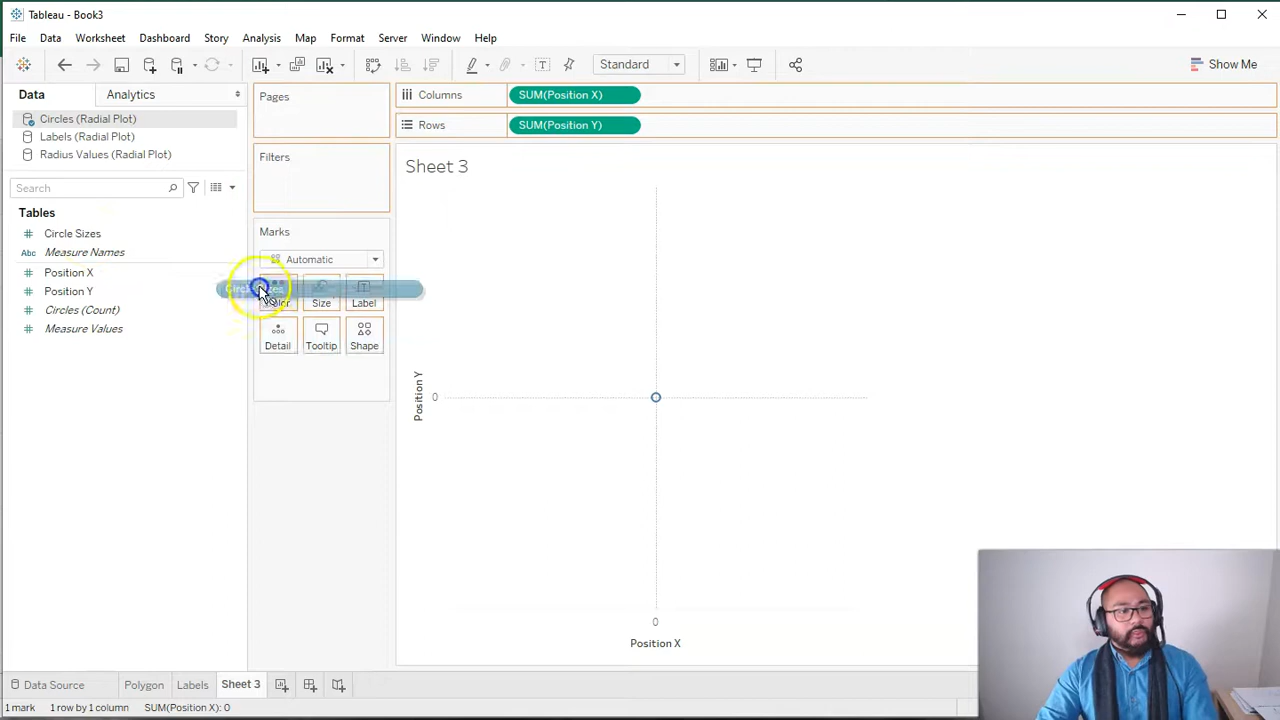 Tableau - Book3
File Data Worksheet Dashboard Story Analysis Map Format Server Window Help
Standard
Show Me
Data Analytics
Pages
Columns SUM(Position X)
Circles (Radial Plot)
Rows SUM(Position Y)
Labels (Radial Plot)
Radius Values (Radial Plot)
Filters
Sheet 3
Search
Tables
Circle Sizes
Marks
Abc Measure Names
Automatic
Position X
Position Y
Size Label
Circles (Count)
Measure Values
Detail Tooltip Shape
Position Y
0
0
Position X
Data Source Polygon Labels Sheet 3
1 mark 1 row by 1 column SUM(Position X): 0